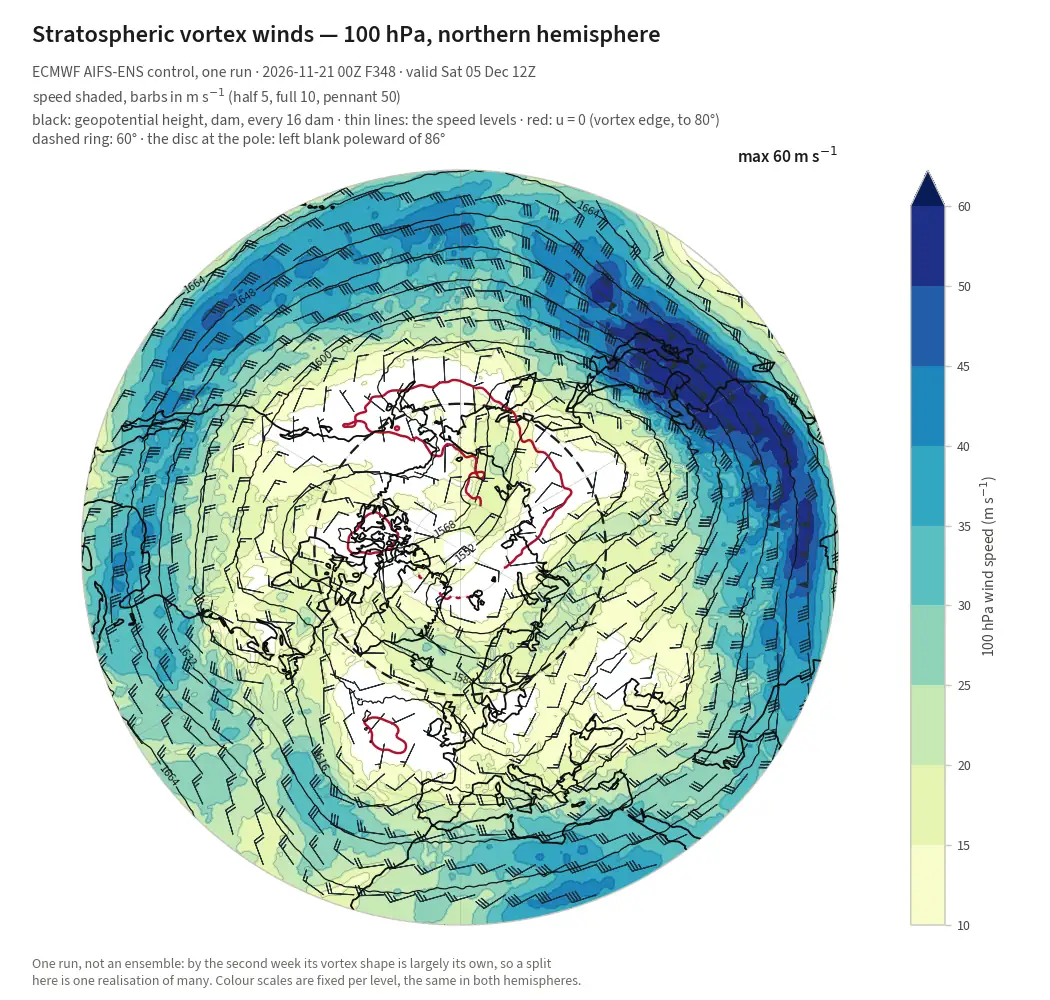 Stratospheric vortex winds — 100 hPa, northern hemisphere
ECMWF AIFS-ENS control, one run · 2026-11-21 00Z F348 · valid Sat 05 Dec 12Z
speed shaded, barbs in m s⁻¹ (half 5, full 10, pennant 50)
black: geopotential height, dam, every 16 dam · thin lines: the speed levels · red: u = 0 (vortex edge, to 80°)
dashed ring: 60° · the disc at the pole: left blank poleward of 86°
max 60 m s⁻¹
1664
1664
1648
1600
1568
1552
1632
1616
1664
60
50
45
40
35
30
25
20
15
10
100 hPa wind speed (m s⁻¹)
One run, not an ensemble: by the second week its vortex shape is largely its own, so a split
here is one realisation of many. Colour scales are fixed per level, the same in both hemispheres.